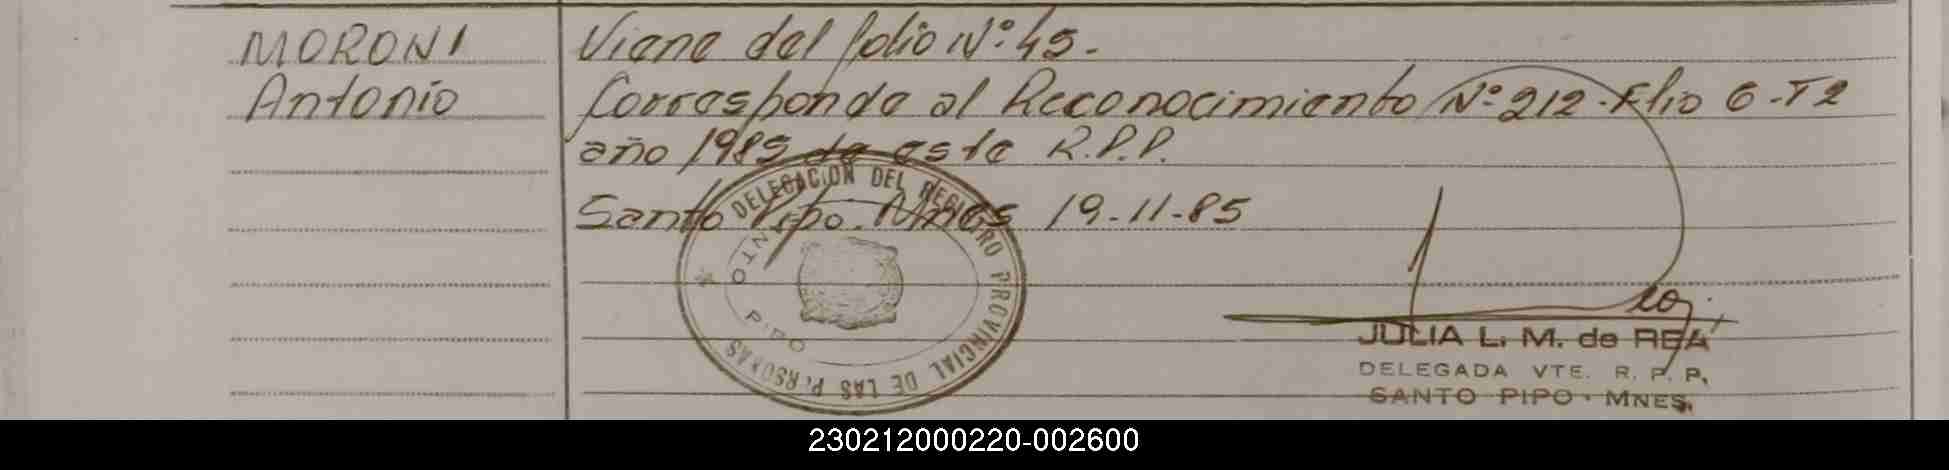 MORONI
Antonio
Viene del folio Nº 45.
Corresponde al Reconocimiento Nº 212. Flio 6-T2
año 1985 de este R.P.P.
Santo Pipo. Mnes 19-11-85
DELEGACION DEL REGISTRO PROVINCIAL DE LAS PERSONAS
SANTO PIPO
JULIA L. M. de REA
DELEGADA VTE. R. P. P.
SANTO PIPO · MNES.
230212000220-002600